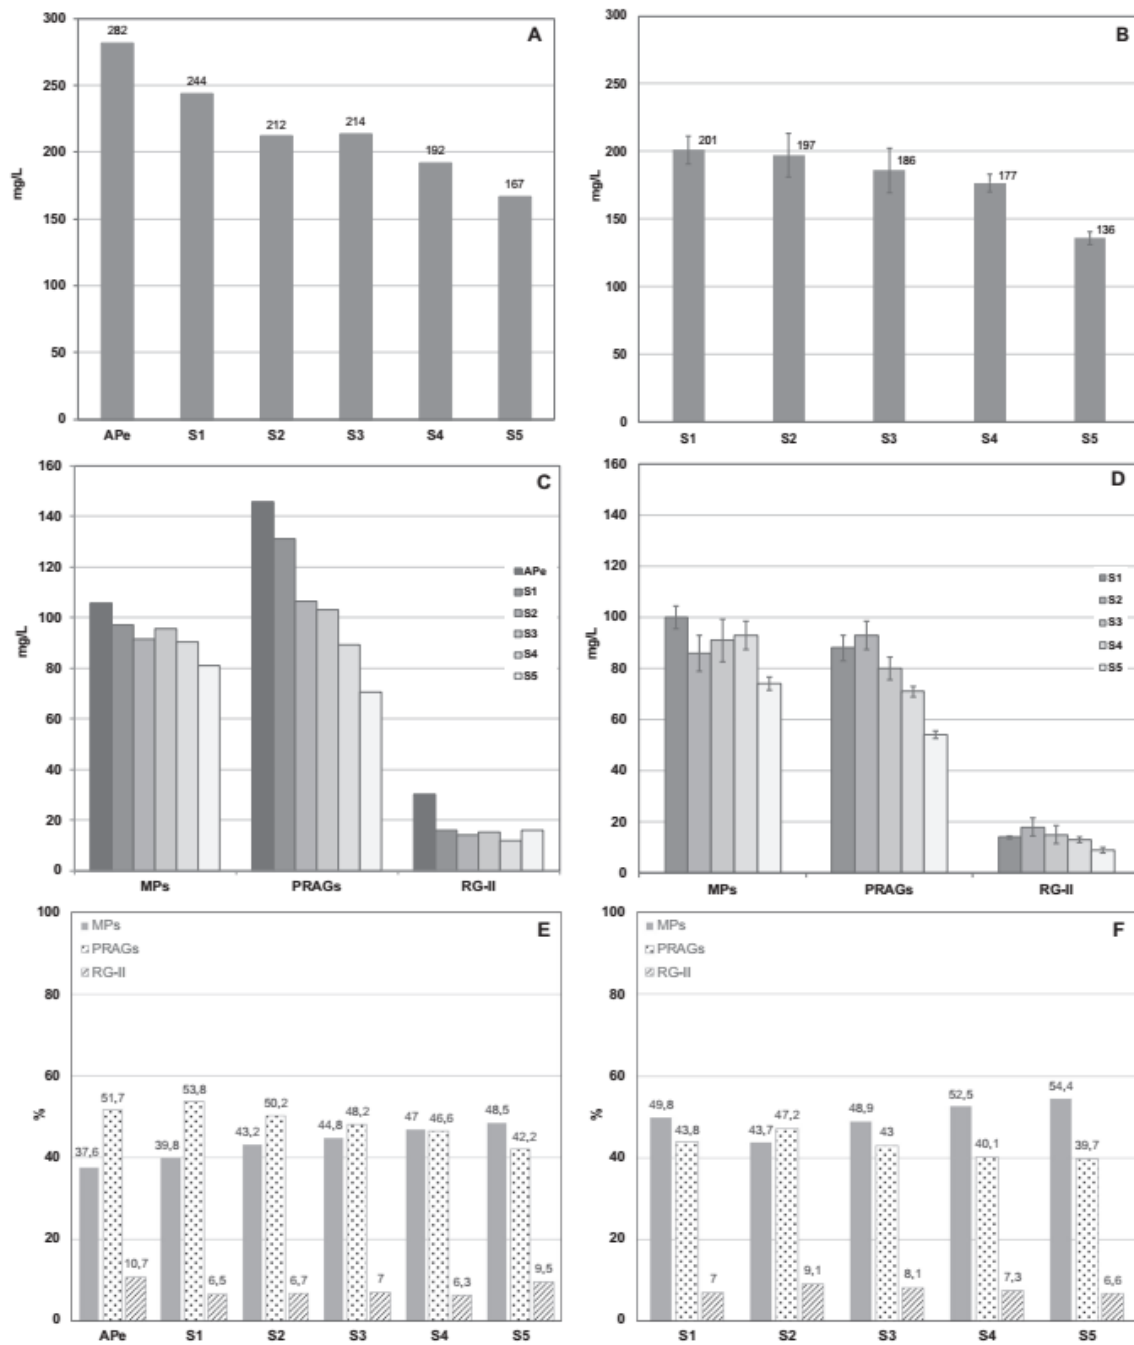 A
300
250
200
150
100
50
0
mg/L
282
244
212
214
192
167
APe S1 S2 S3 S4 S5
B
300
250
200
150
100
50
0
mg/L
201
197
186
177
136
S1 S2 S3 S4 S5
C
160
140
120
100
80
60
40
20
0
mg/L
APe
S1
S2
S3
S4
S5
MPs PRAGs RG-II
D
160
140
120
100
80
60
40
20
0
mg/L
S1
S2
S3
S4
S5
MPs PRAGs RG-II
E
MPs
PRAGs
RG-II
100
80
60
40
20
0
%
37,6 51,7 10,7
39,8 53,8 6,5
43,2 50,2 6,7
44,8 48,2 7
47 46,6 6,3
48,5 42,2 9,5
APe S1 S2 S3 S4 S5
F
MPs
PRAGs
RG-II
100
80
60
40
20
0
%
49,8 43,8 7
43,7 47,2 9,1
48,9 43 8,1
52,5 40,1 7,3
54,4 39,7 6,6
S1 S2 S3 S4 S5